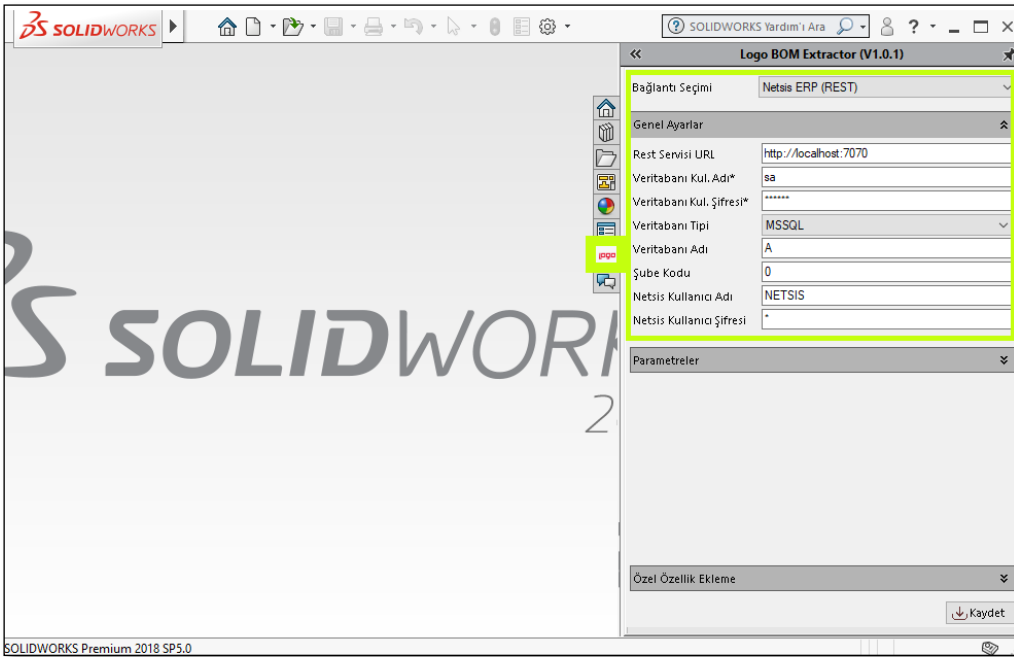 SOLIDWORKS
SOLIDWORKS Yardım'ı Ara
?
Logo BOM Extractor (V1.0.1)
Bağlantı Seçimi Netsis ERP (REST)
Genel Ayarlar
Rest Servisi URL http://localhost:7070
Veritabanı Kul. Adı* sa
Veritabanı Kul. Şifresi* ******
Veritabanı Tipi MSSQL
Veritabanı Adı A
Şube Kodu 0
Netsis Kullanıcı Adı NETSIS
Netsis Kullanıcı Şifresi *
logo
SOLIDWORK
2
Parametreler
Özel Özellik Ekleme
Kaydet
SOLIDWORKS Premium 2018 SP5.0